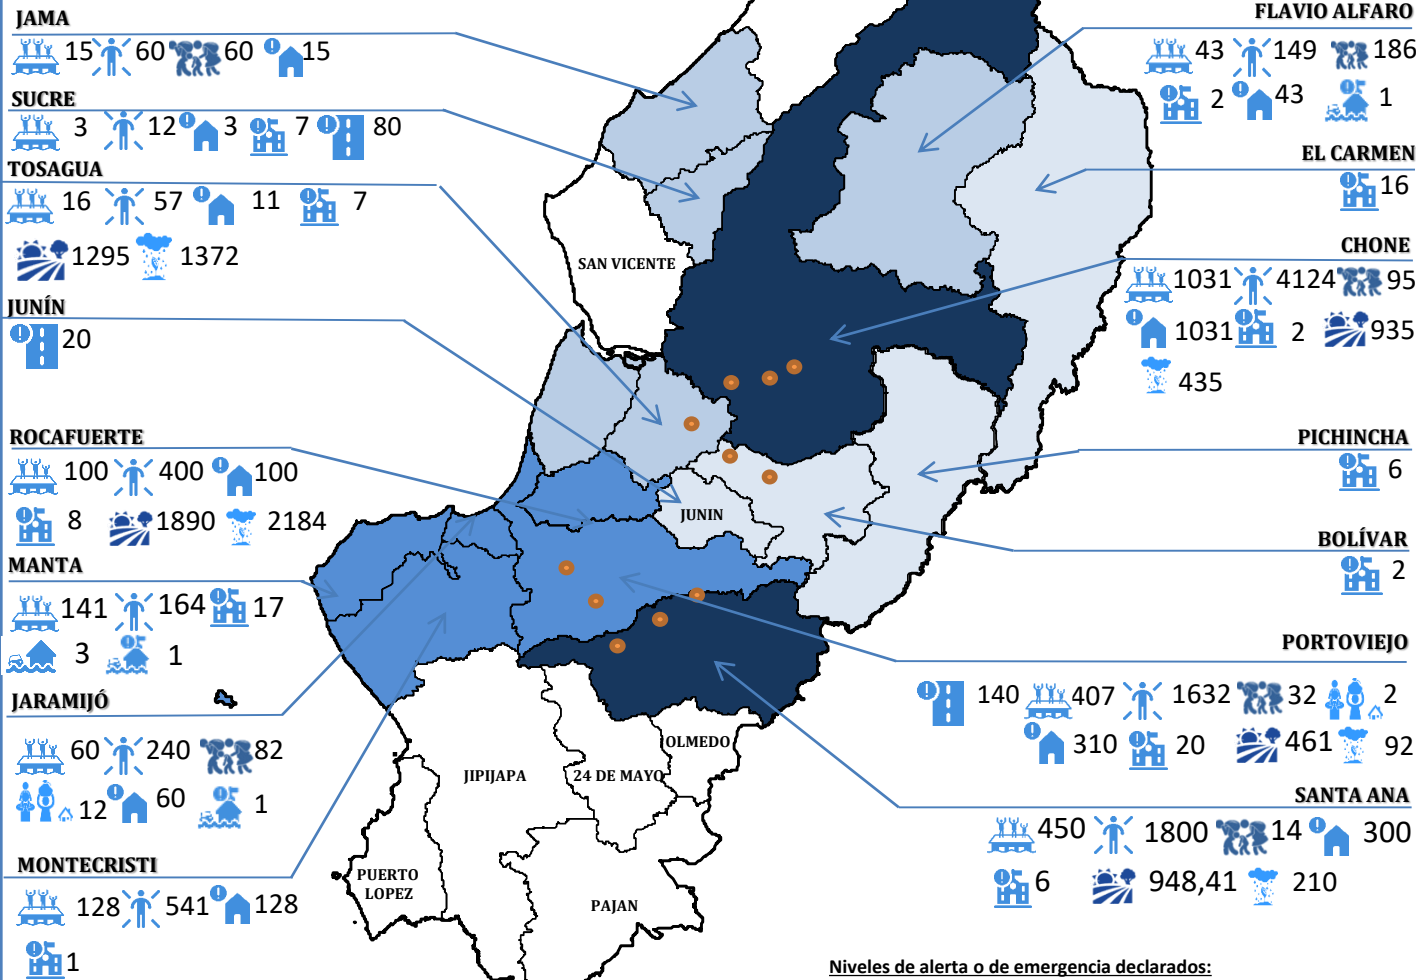 JAMA
15 60 60 15
SUCRE
3 12 3 7 80
TOSAGUA
16 57 11 7
1295 1372
JUNÍN
20
ROCAFUERTE
100 400 100
8 1890 2184
MANTA
141 164 17
3 1
JARAMIJÓ
60 240 82
12 60 1
MONTECRISTI
128 541 128
1
SAN VICENTE
JUNIN
OLMEDO
JIPIJAPA
24 DE MAYO
PUERTO
LOPEZ
PAJAN
FLAVIO ALFARO
43 149 186
2 43 1
EL CARMEN
16
CHONE
1031 4124 95
1031 2 935
435
PICHINCHA
6
BOLÍVAR
2
PORTOVIEJO
140 407 1632 32 2
310 20 461 92
SANTA ANA
450 1800 14 300
6 948,41 210
Niveles de alerta o de emergencia declarados: